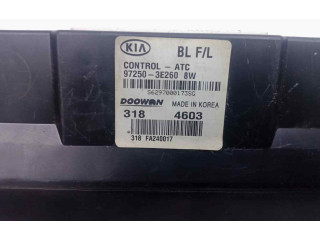 KIA BL F/L
CONTROL - ATC
97250-3E260 8W
DOOWON MADE IN KOREA
318 4603
318 FA240017